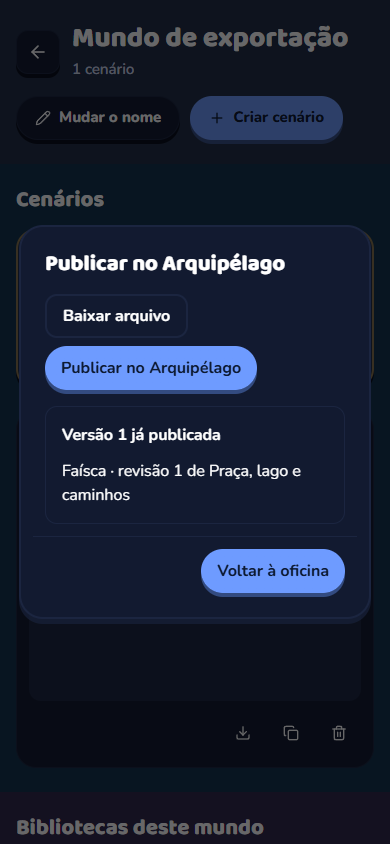 Mundo de exportação
1 cenário
Mudar o nome
Criar cenário
Cenários
Publicar no Arquipélago
Baixar arquivo
Publicar no Arquipélago
Versão 1 já publicada
Faísca · revisão 1 de Praça, lago e
caminhos
Voltar à oficina
Bibliotecas deste mundo